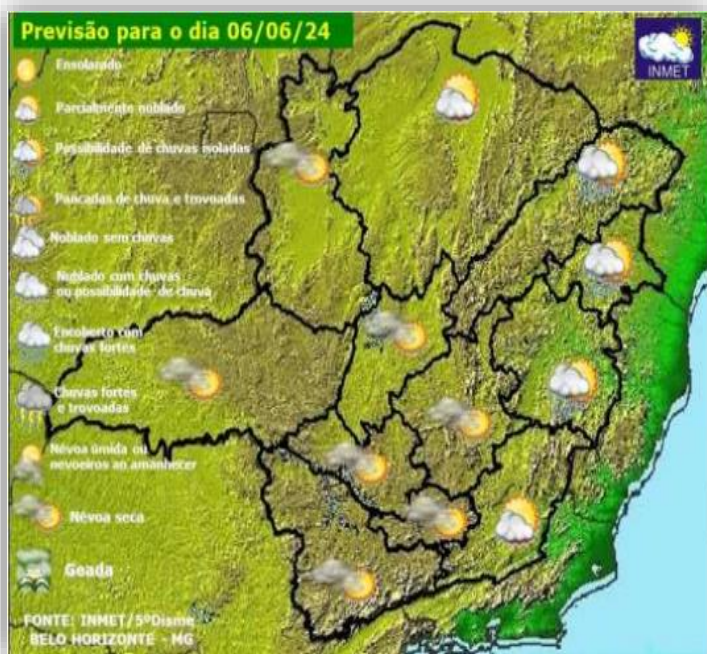 Previsão para o dia 06/06/24
INMET
Ensolarado
Parcialmente nublado
Possibilidade de chuvas isoladas
Pancadas de chuva e trovoadas
Nublado sem chuvas
Nublado com chuvas
ou possibilidade de chuva
Encoberto com
chuvas fortes
Chuvas fortes
e trovoadas
Névoa úmida ou
nevoeiros ao amanhecer
Névoa seca
Geada
FONTE: INMET/5ºDisme
BELO HORIZONTE - MG